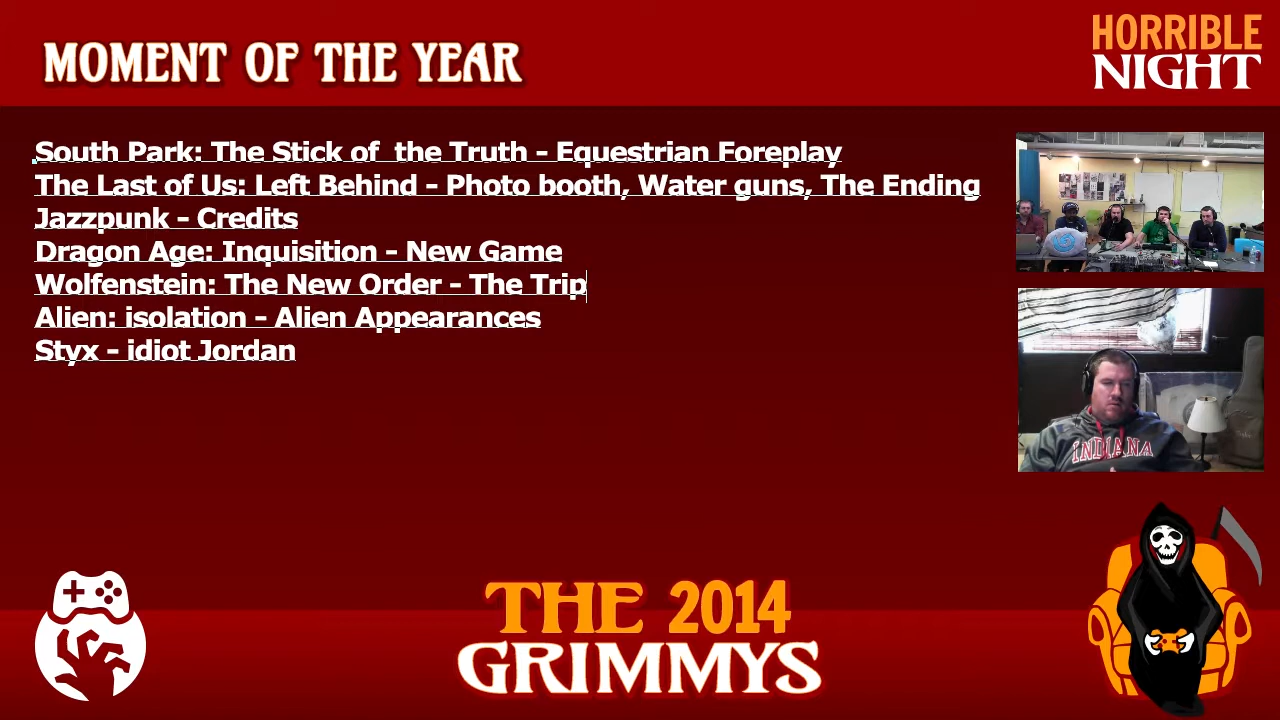 MOMENT OF THE YEAR
HORRIBLE
NIGHT
South Park: The Stick of  the Truth - Equestrian Foreplay
The Last of Us: Left Behind - Photo booth, Water guns, The Ending
Jazzpunk - Credits
Dragon Age: Inquisition - New Game
Wolfenstein: The New Order - The Trip
Alien: isolation - Alien Appearances
Styx - idiot Jordan
INDIANA
THE 2014
GRIMMYS